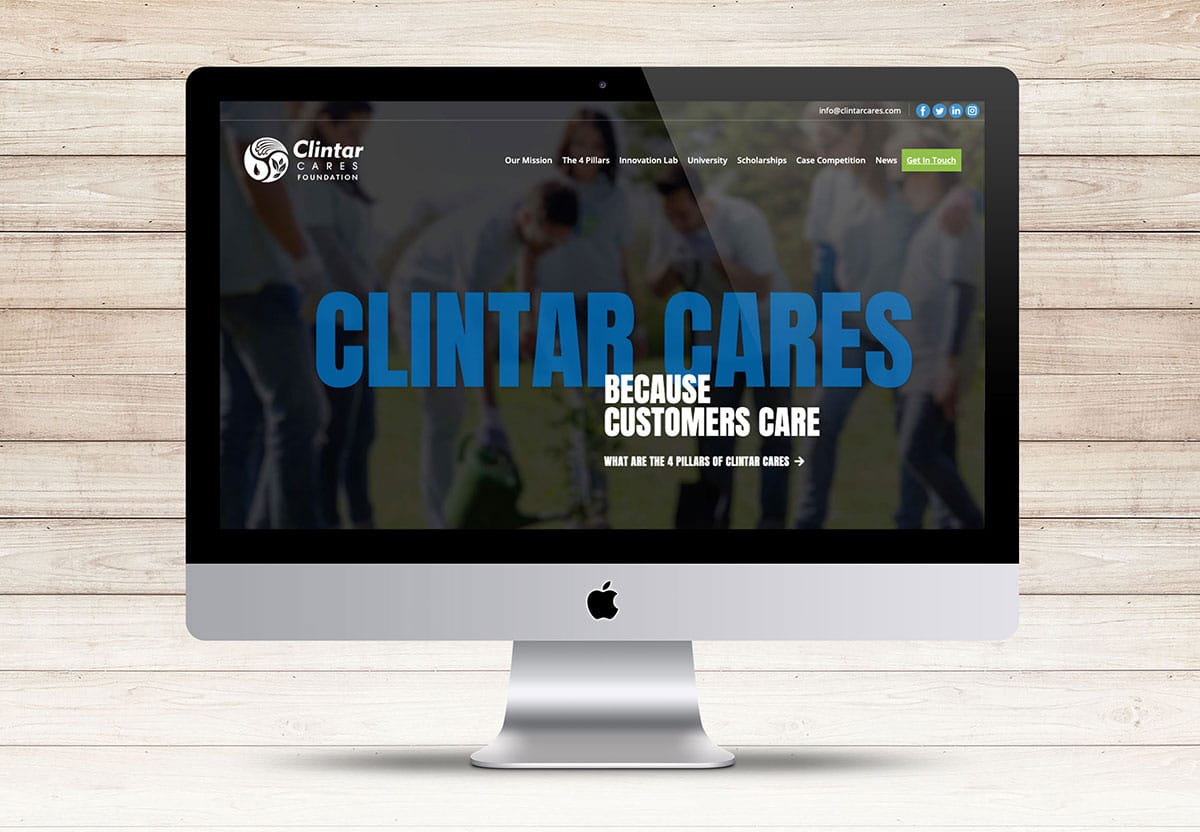 info@clintarcares.com
Clintar
CARES
FOUNDATION
Our Mission The 4 Pillars Innovation Lab University Scholarships Case Competition News Get In Touch
CLINTAR CARES
BECAUSE
CUSTOMERS CARE
WHAT ARE THE 4 PILLARS OF CLINTAR CARES →